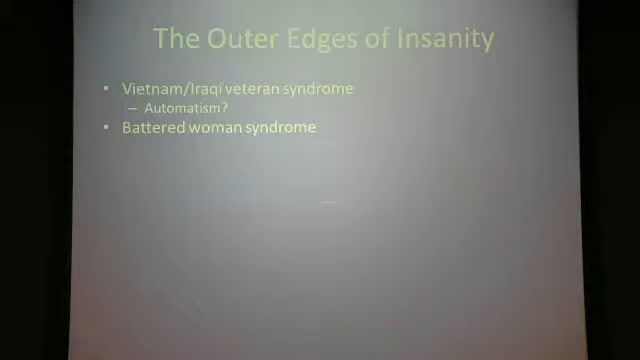 The Outer Edges of Insanity
• Vietnam/Iraqi veteran syndrome
– Automatism?
• Battered woman syndrome